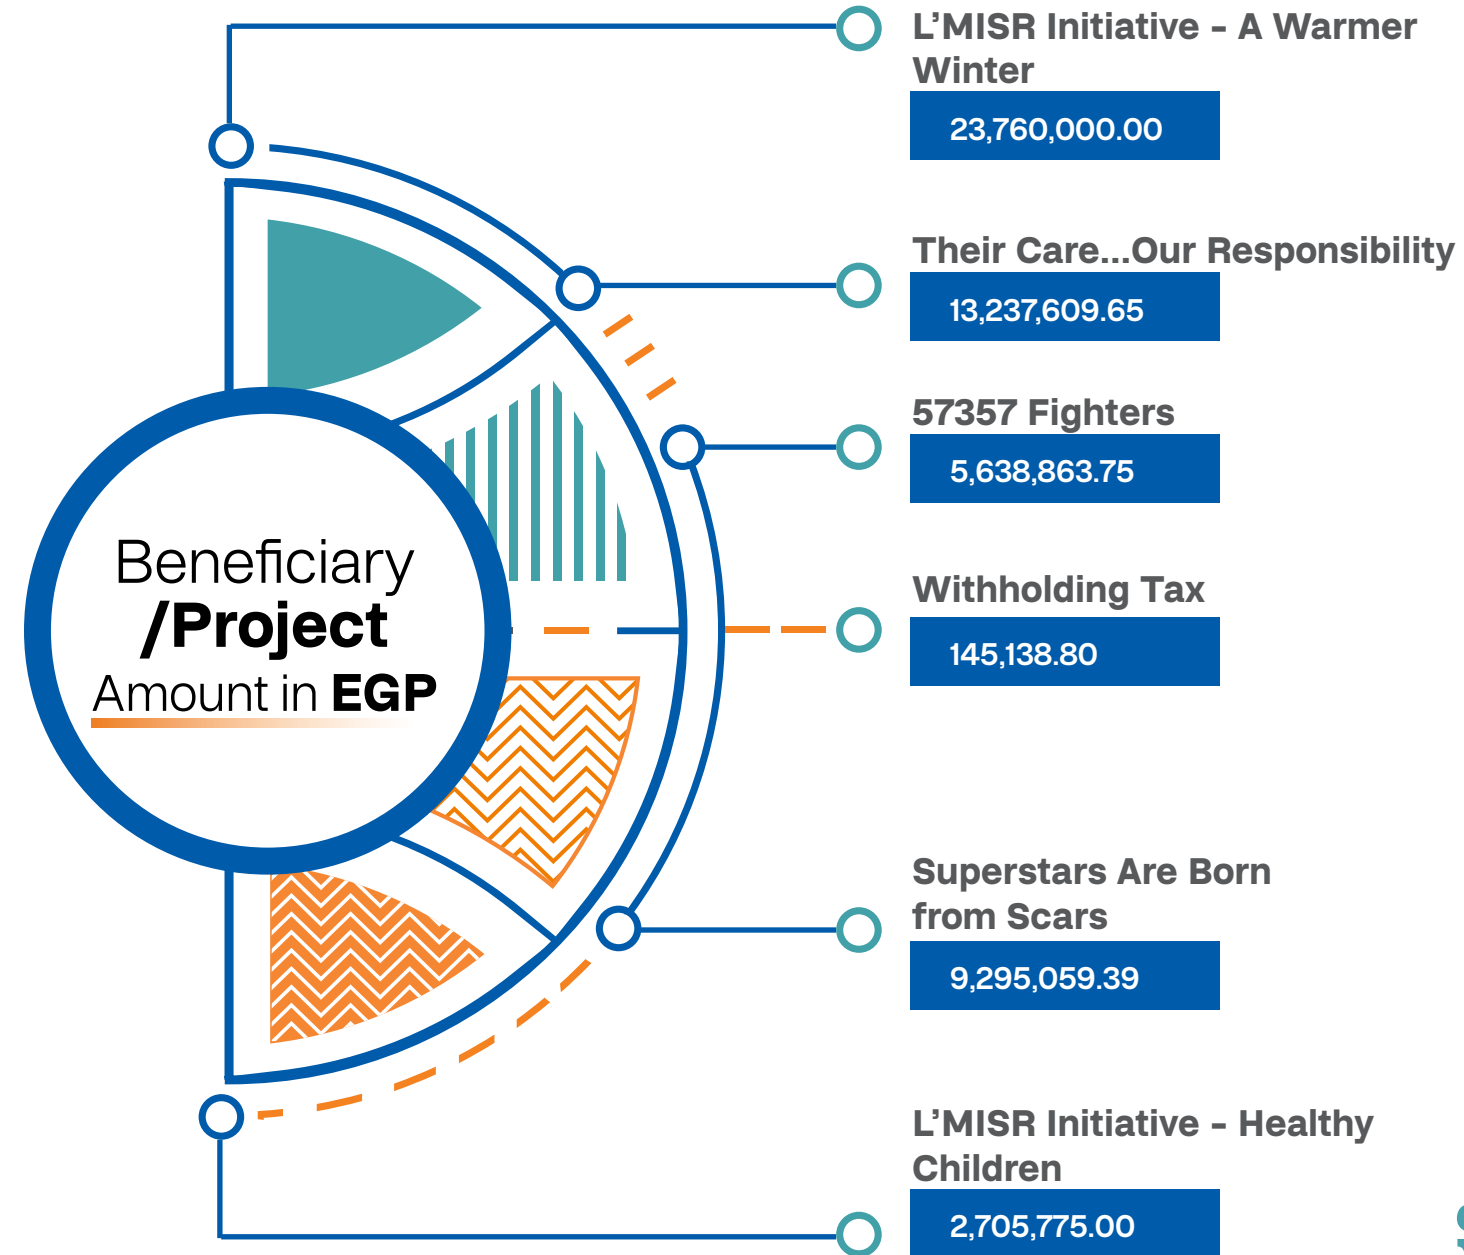 L’MISR Initiative - A Warmer
Winter
23,760,000.00
Their Care...Our Responsibility
13,237,609.65
57357 Fighters
5,638,863.75
Withholding Tax
145,138.80
Beneficiary
/Project
Amount in EGP
Superstars Are Born
from Scars
9,295,059.39
L’MISR Initiative - Healthy
Children
2,705,775.00